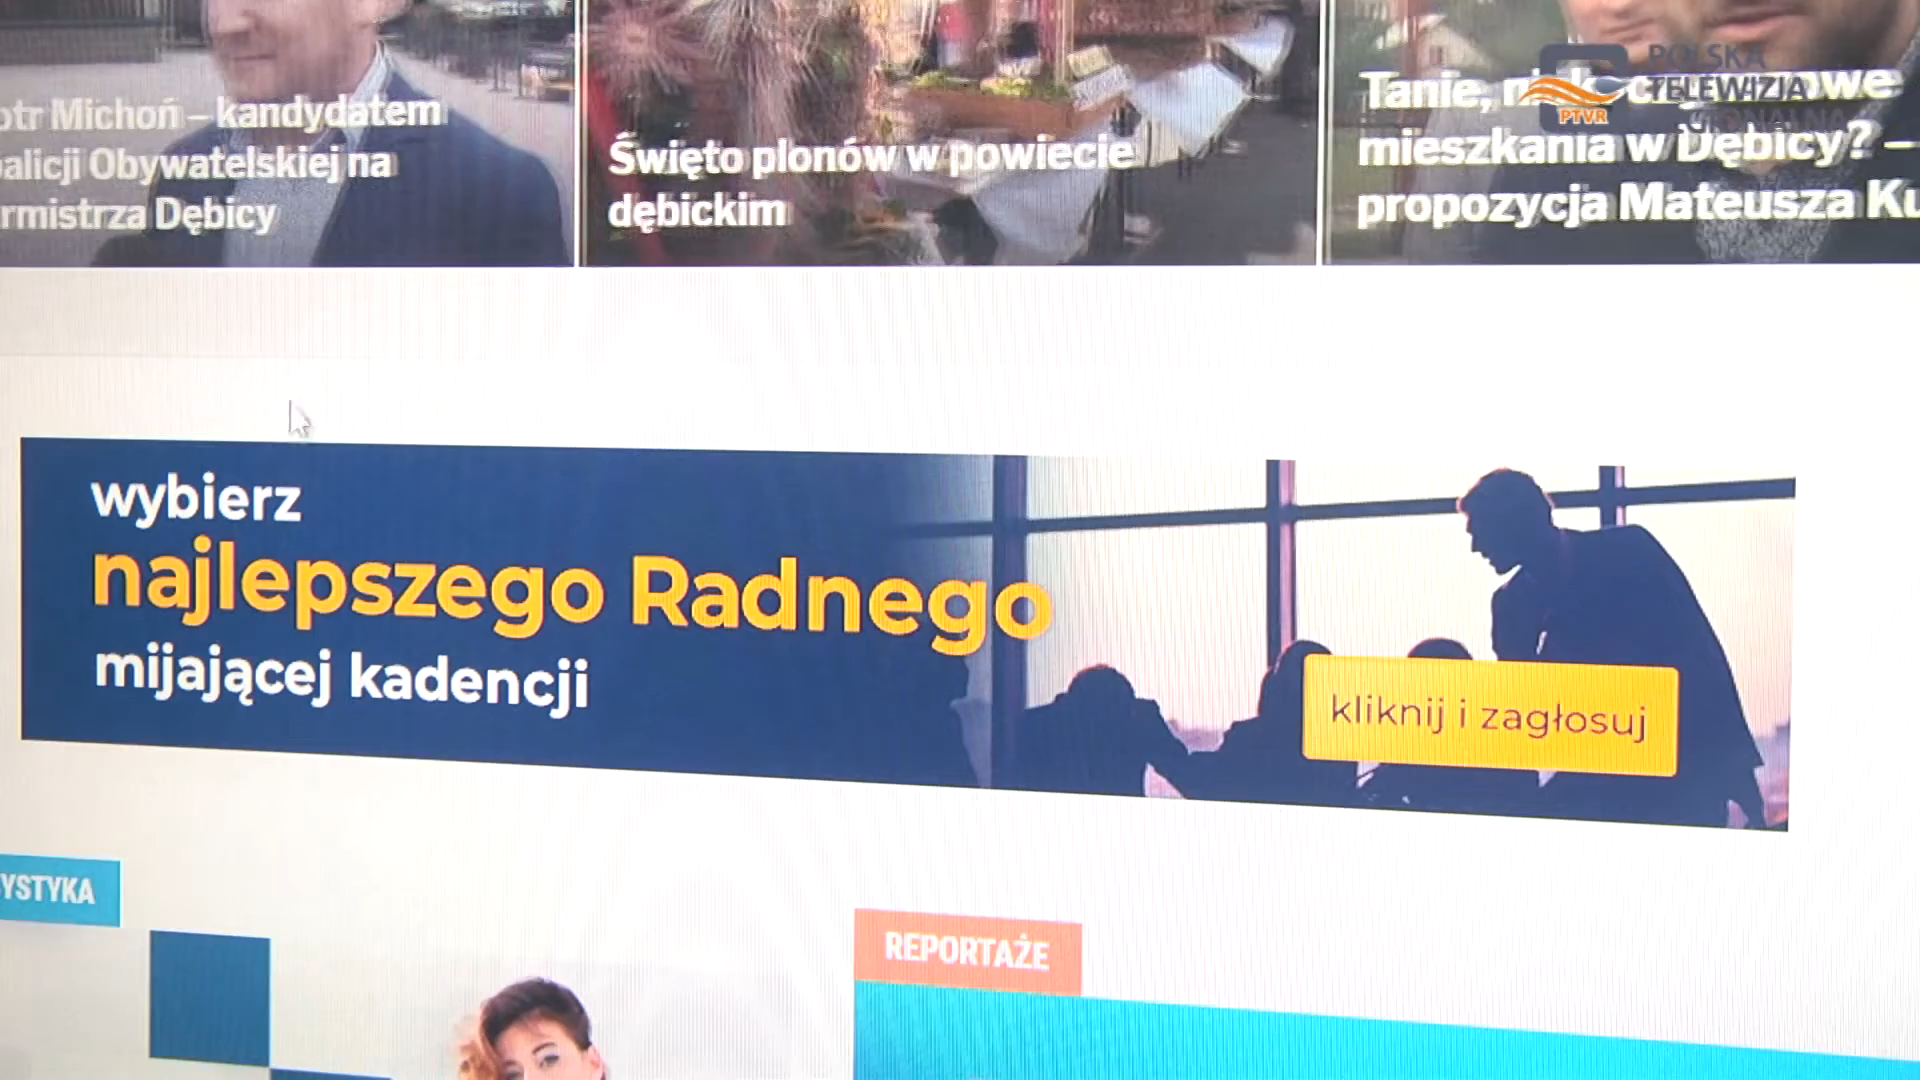 otr Michoń – kandydatem
alicji Obywatelskiej na
rmistrza Dębicy
Święto plonów w powiecie
dębickim
Tanie,
mieszkania w Dębicy? –
propozycja Mateusza Ku
POLSKA
TELEWIZJA
PTVR
wybierz
najlepszego Radnego
mijającej kadencji
kliknij i zagłosuj
YSTYKA
REPORTAŻE